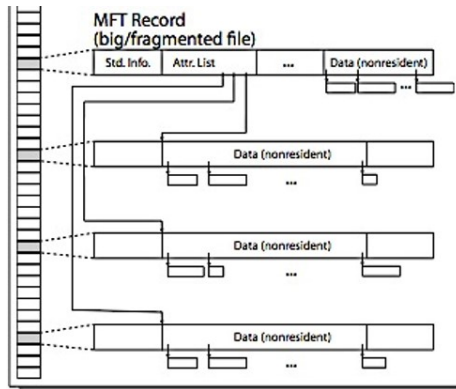 MFT Record
(big/fragmented file)
Std. Info. Attr. List ... Data (nonresident)
...
Data (nonresident)
...
Data (nonresident)
...
Data (nonresident)
...